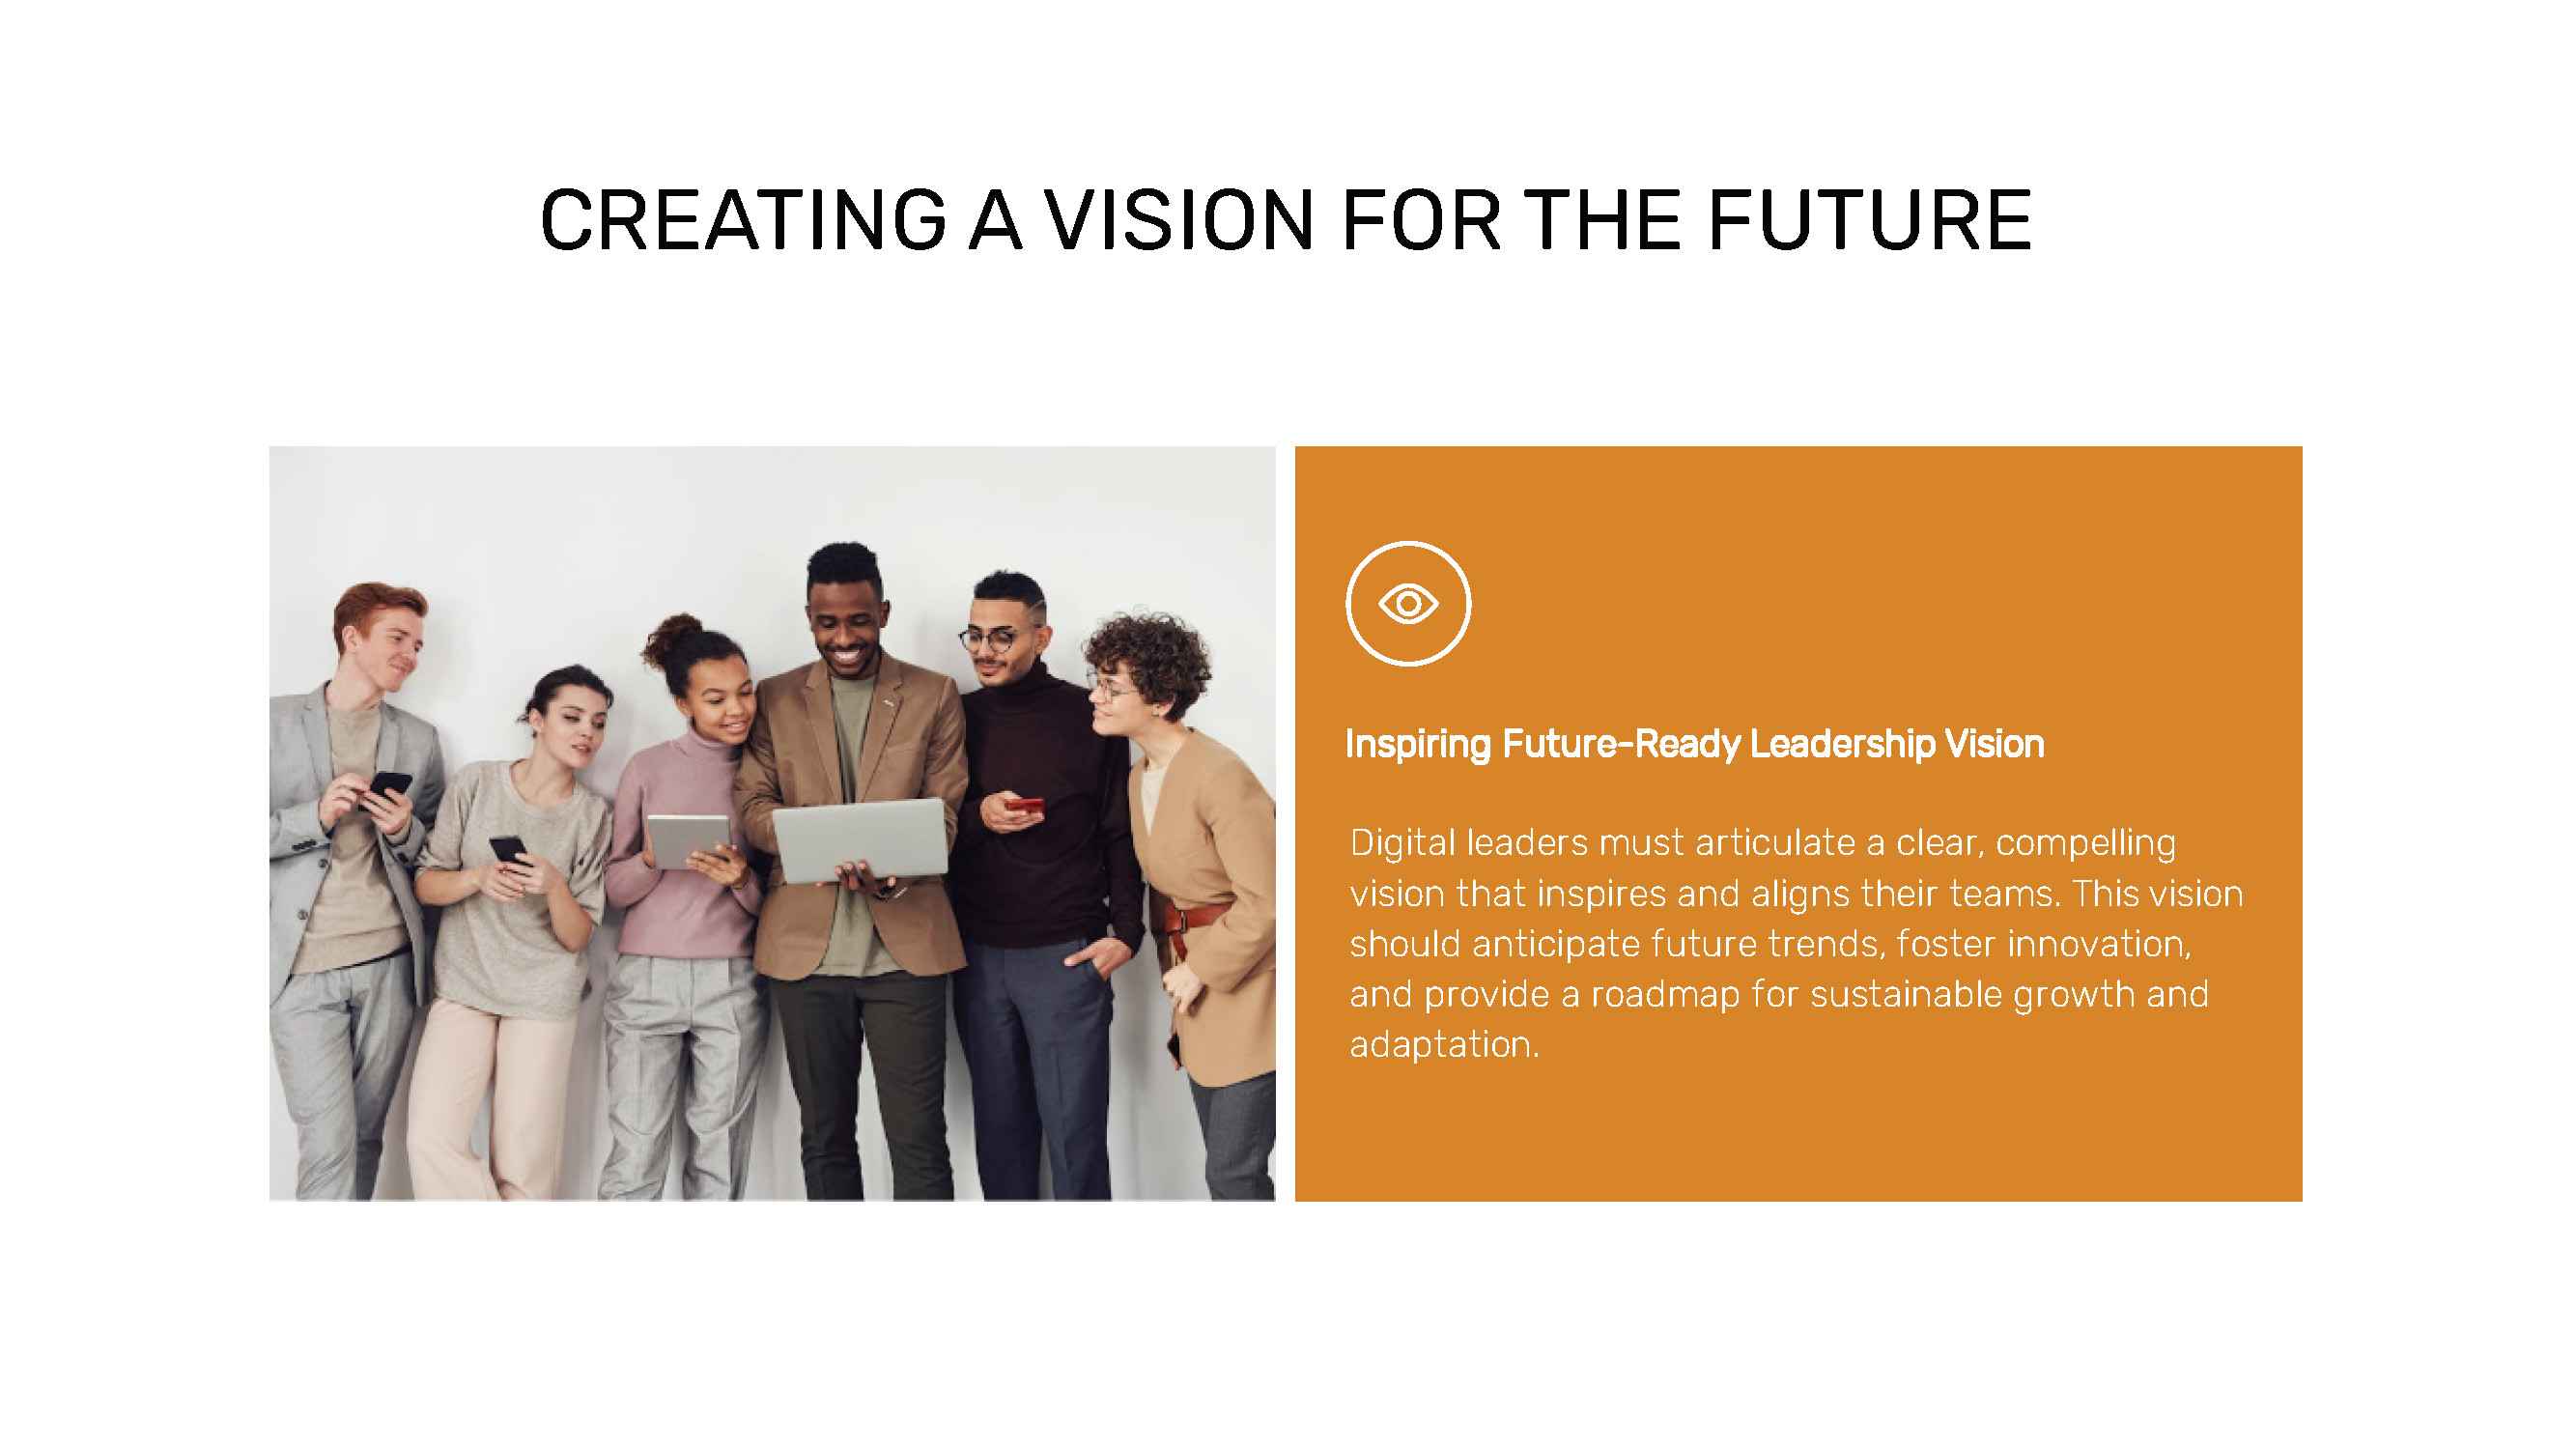 CREATING A VISION FOR THE FUTURE
Inspiring Future-Ready Leadership Vision
Digital leaders must articulate a clear, compelling
vision that inspires and aligns their teams. This vision
should anticipate future trends, foster innovation,
and provide a roadmap for sustainable growth and
adaptation.